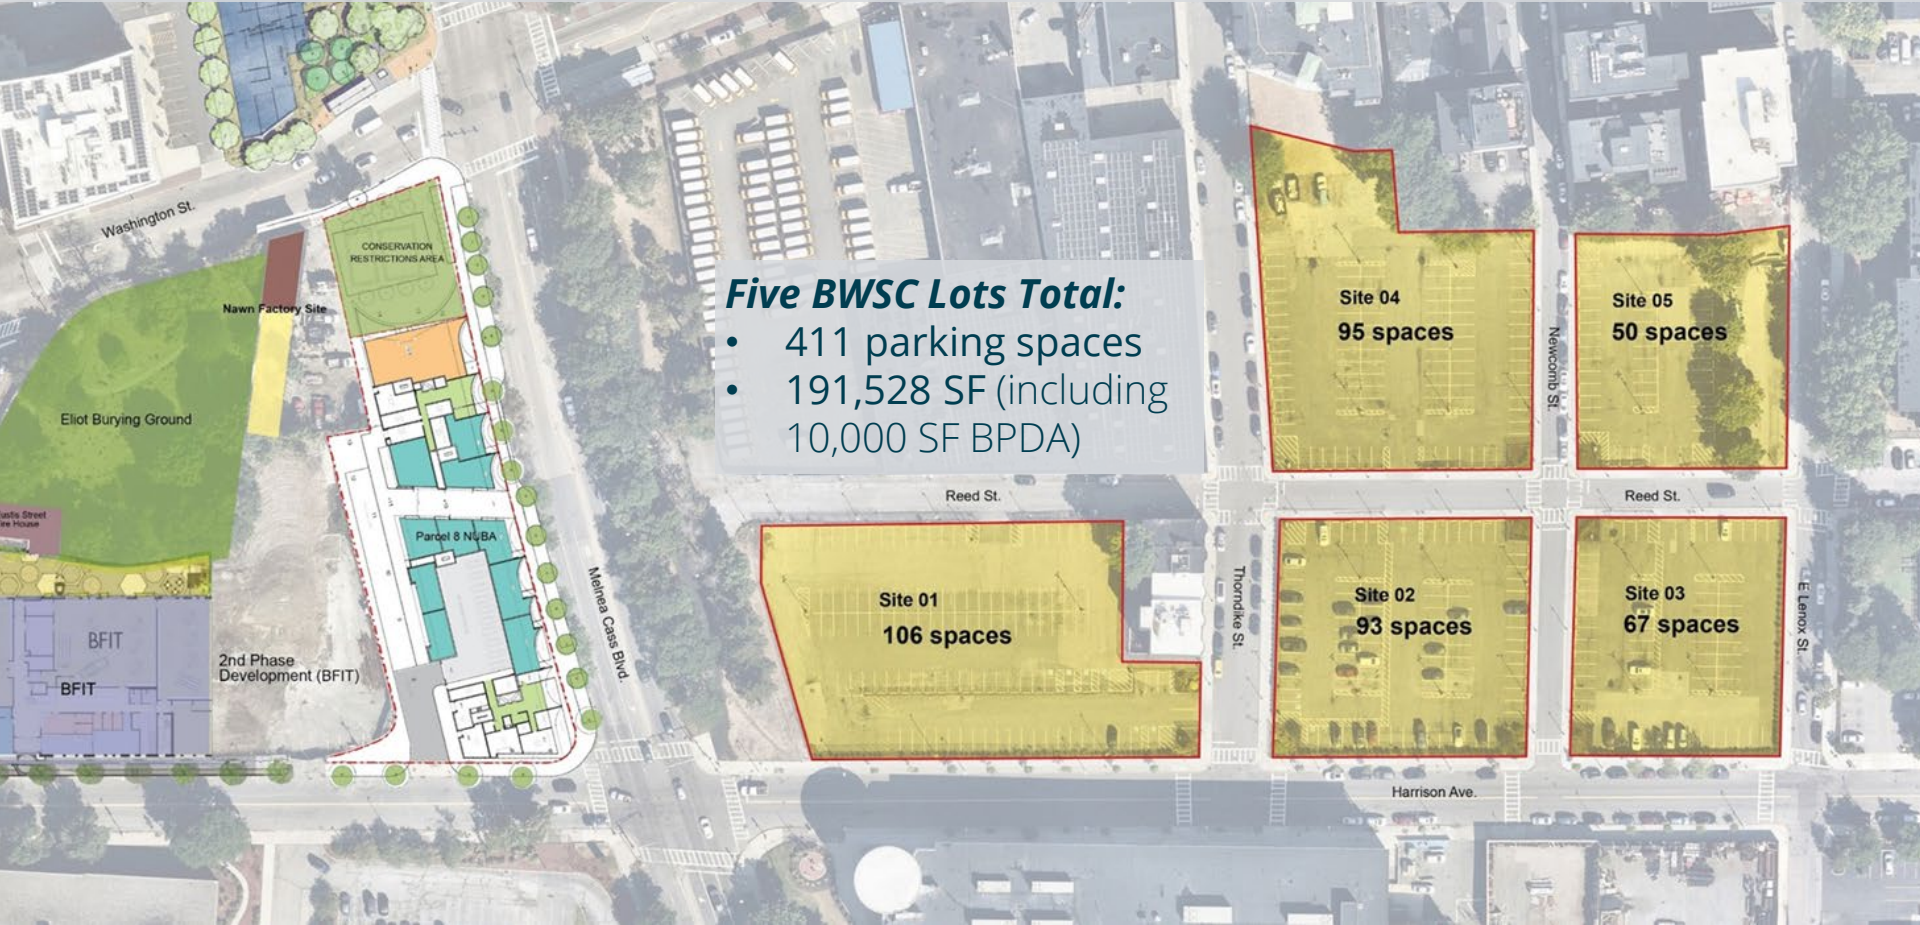 Washington St.
CONSERVATION
RESTRICTIONS AREA
Nawn Factory Site
Eliot Burying Ground
Street
House
Parcel 8 NUBA
BFIT
BFIT
2nd Phase
Development (BFIT)
Melnea Cass Blvd.
Five BWSC Lots Total:
• 411 parking spaces
• 191,528 SF (including
10,000 SF BPDA)
Reed St.
Site 01
106 spaces
Thorndike St.
Site 04
95 spaces
Newcomb St.
Site 05
50 spaces
Reed St.
Site 02
93 spaces
Site 03
67 spaces
E Lenox St.
Harrison Ave.